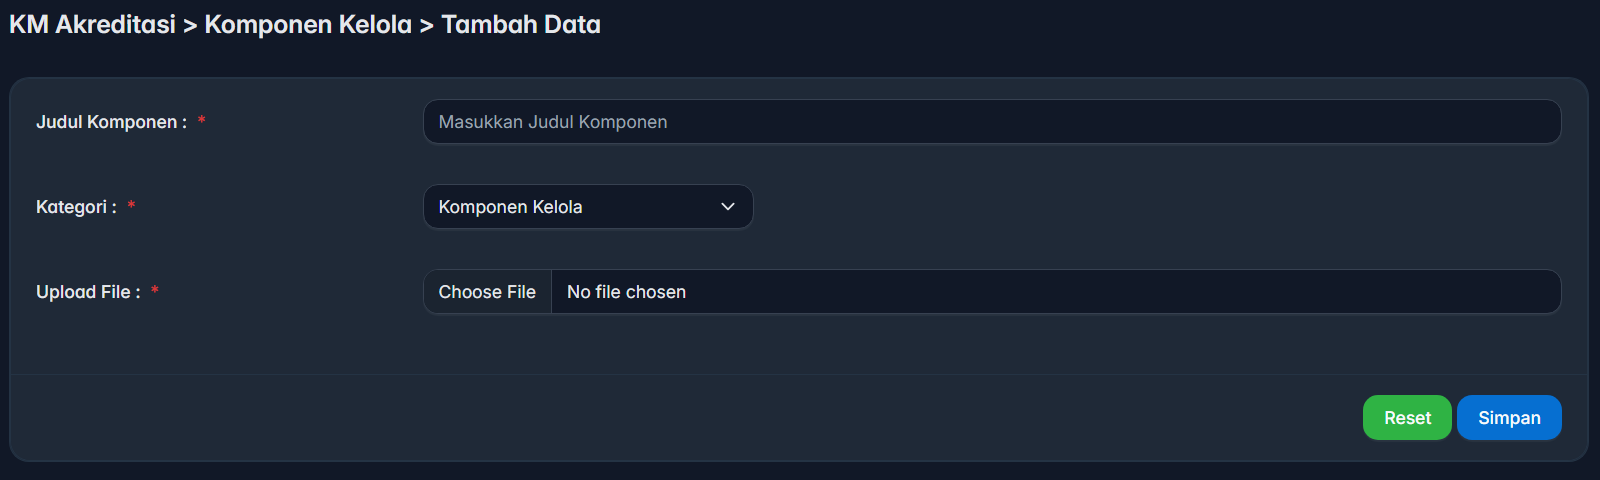 KM Akreditasi > Komponen Kelola > Tambah Data
Judul Komponen : *
Masukkan Judul Komponen
Kategori : *
Komponen Kelola
Upload File : *
Choose File
No file chosen
Reset
Simpan